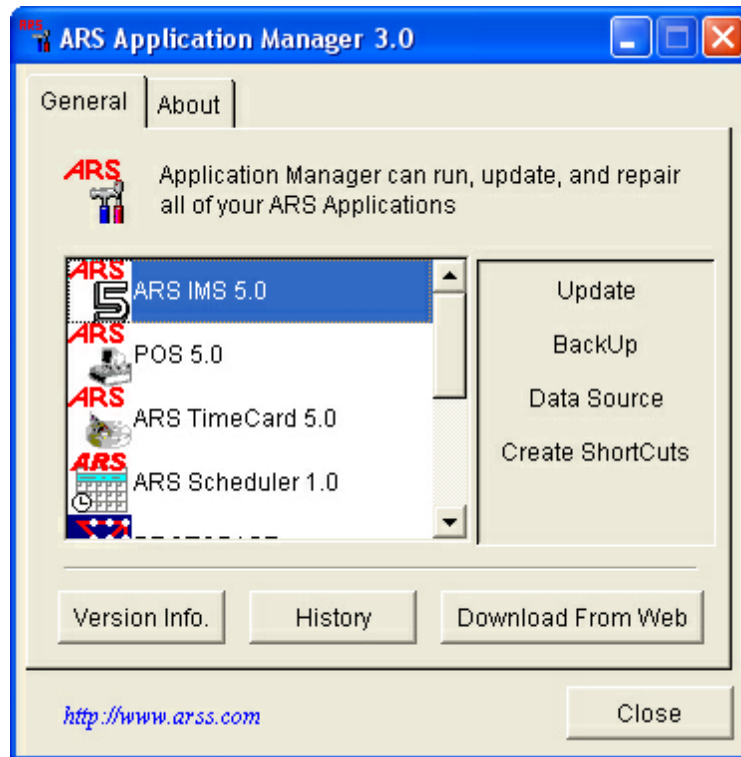 ARS
ARS Application Manager 3.0
General
About
ARS
Application Manager can run, update, and repair
all of your ARS Applications
ARS
5
ARS IMS 5.0
ARS
POS 5.0
ARS
ARS TimeCard 5.0
ARS
ARS Scheduler 1.0
Update
BackUp
Data Source
Create ShortCuts
Version Info.
History
Download From Web
http://www.arss.com
Close